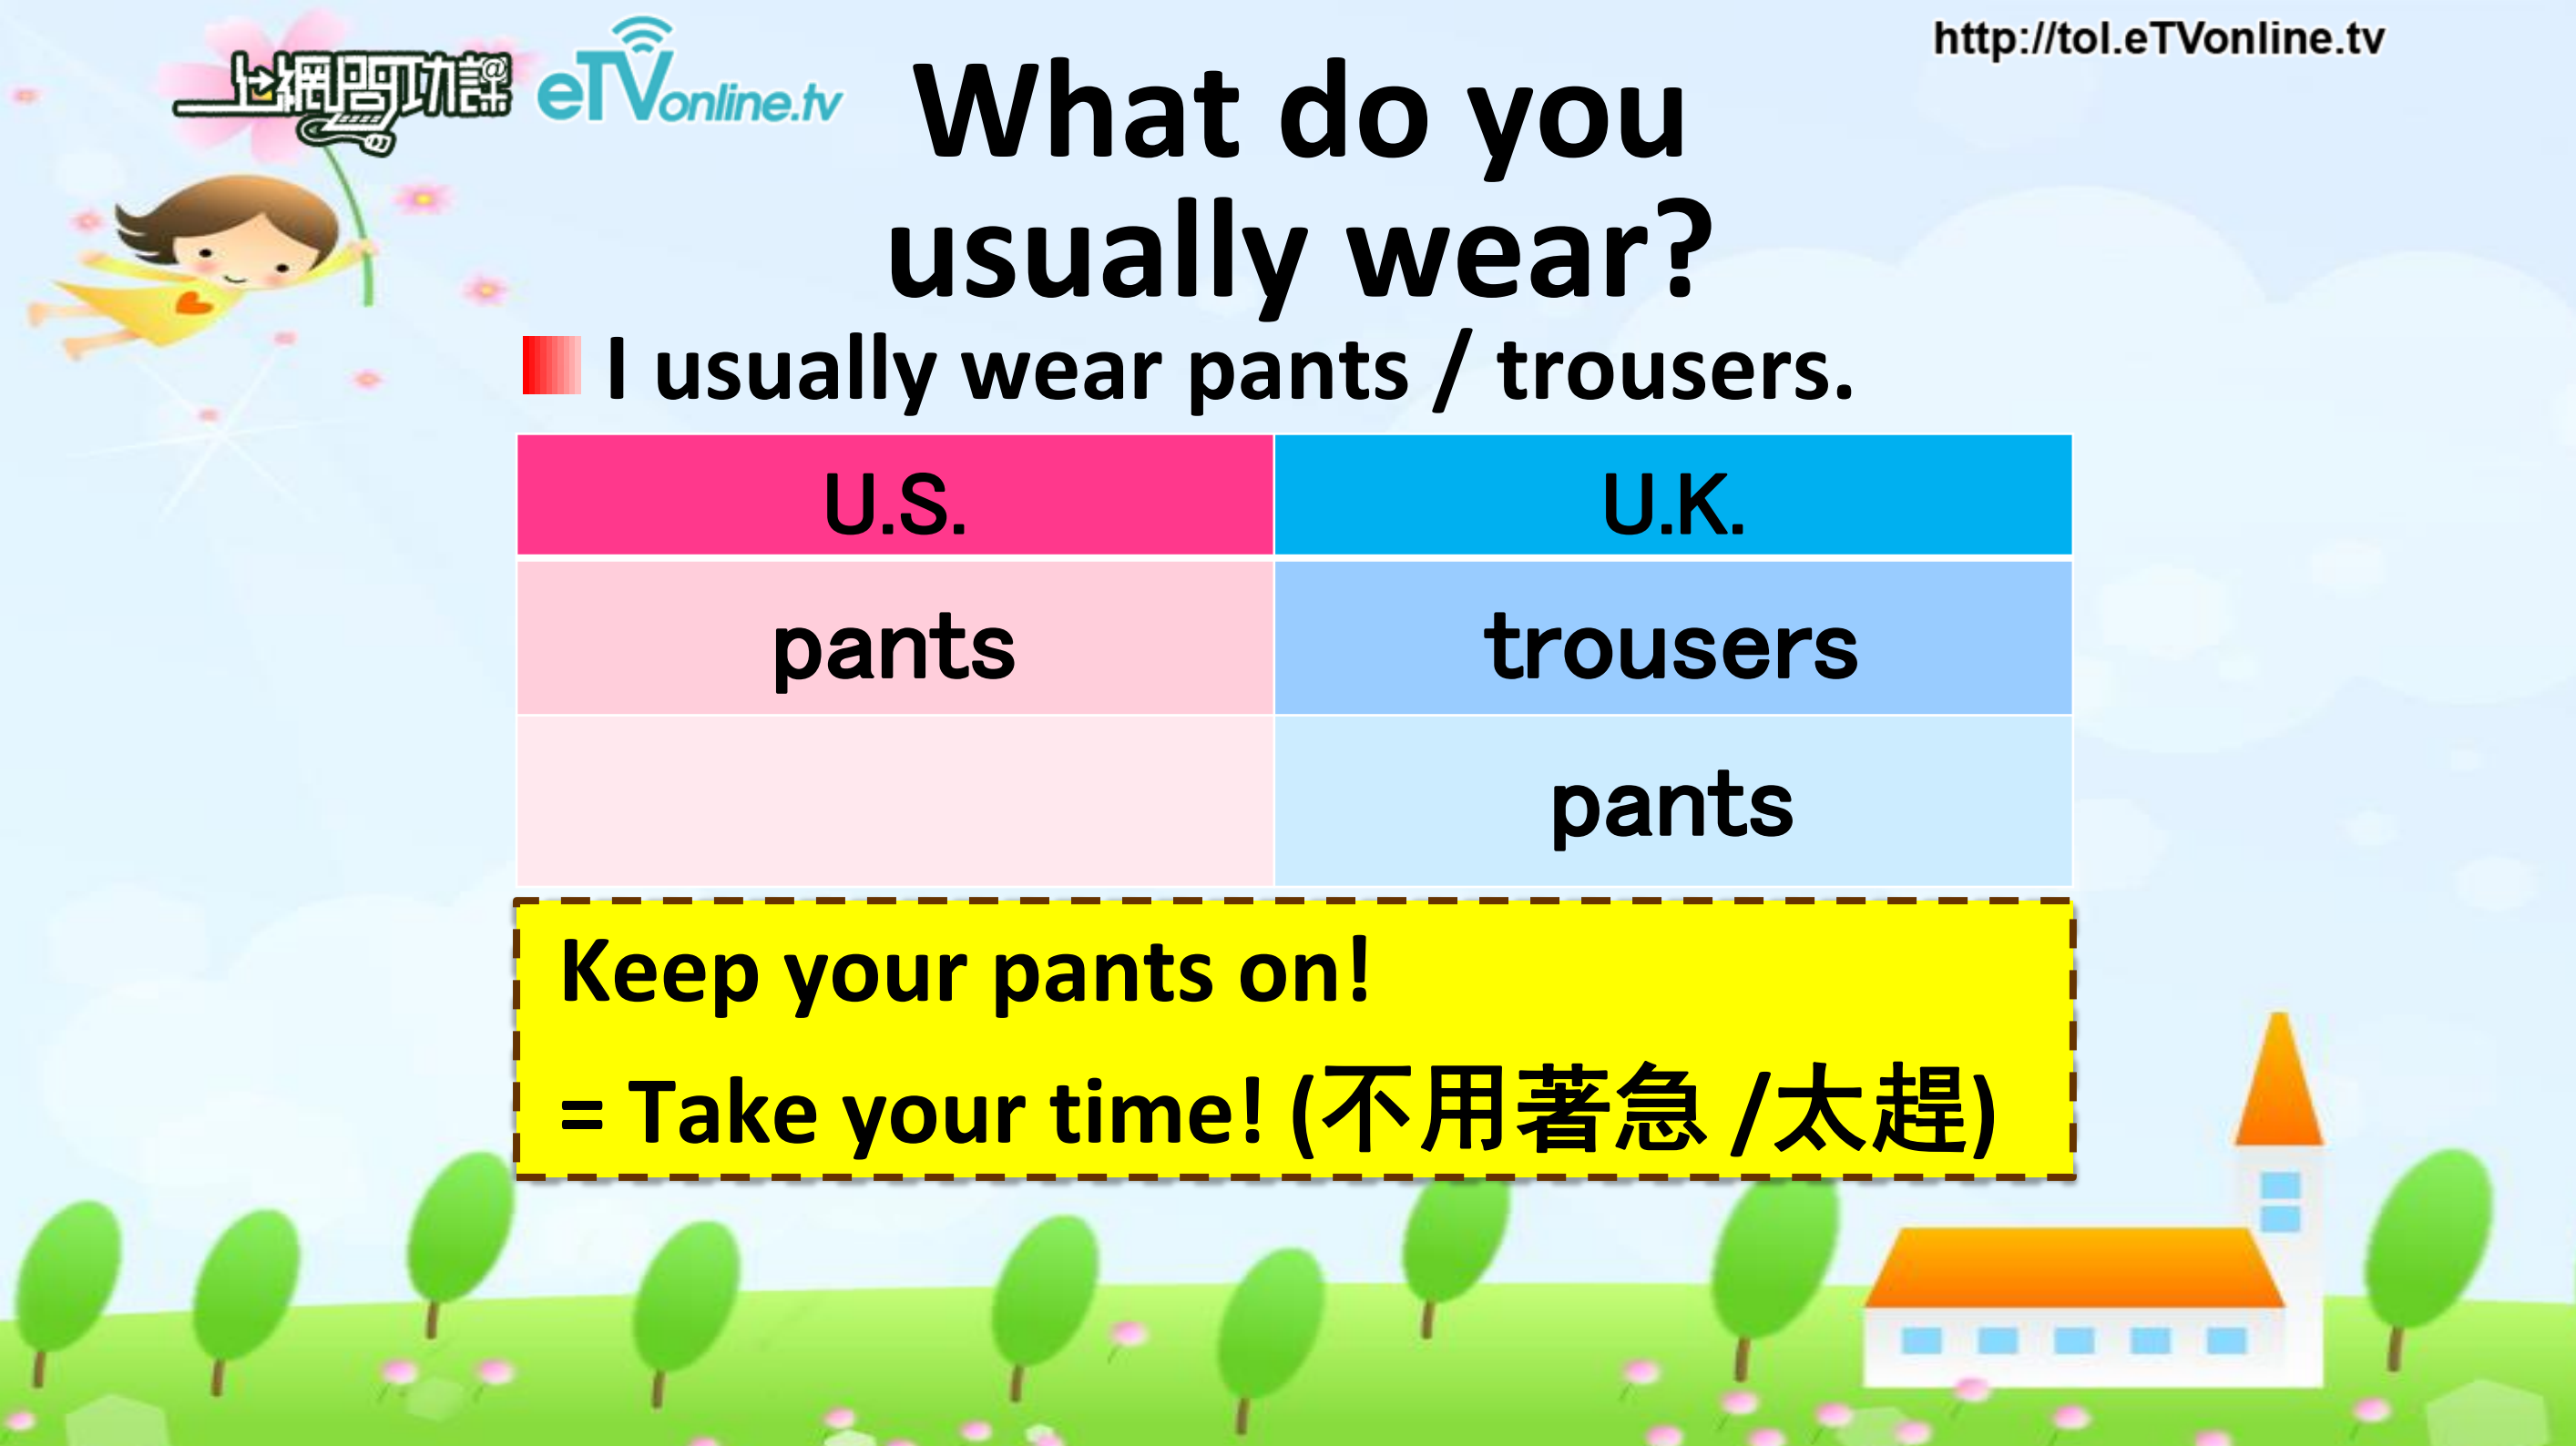 上網問功課@
eTVonline.tv
http://tol.eTVonline.tv
What do you
usually wear?
I usually wear pants / trousers.
U.S. U.K.
pants trousers
pants
Keep your pants on!
= Take your time! (不用著急 /太趕)